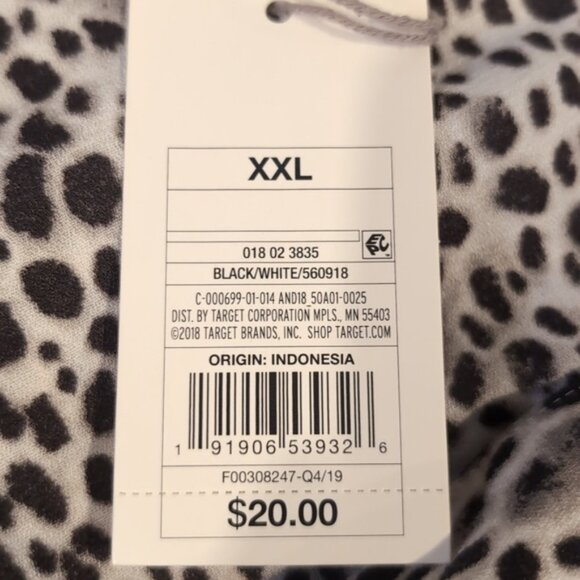 XXL
018 02 3835
EPC
BLACK/WHITE/560918
C-000699-01-014 AND18_50A01-0025
DIST. BY TARGET CORPORATION MPLS., MN 55403
©2018 TARGET BRANDS, INC. SHOP TARGET.COM
ORIGIN: INDONESIA
1 91906 53932 6
F00308247-Q4/19
$20.00